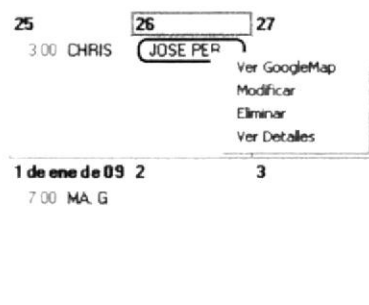 25 26 27
3:00 CHRIS JOSE PER
Ver GoogleMap
Modificar
Eliminar
Ver Detalles
1 de ene de 09 2 3
7:00 MA. G